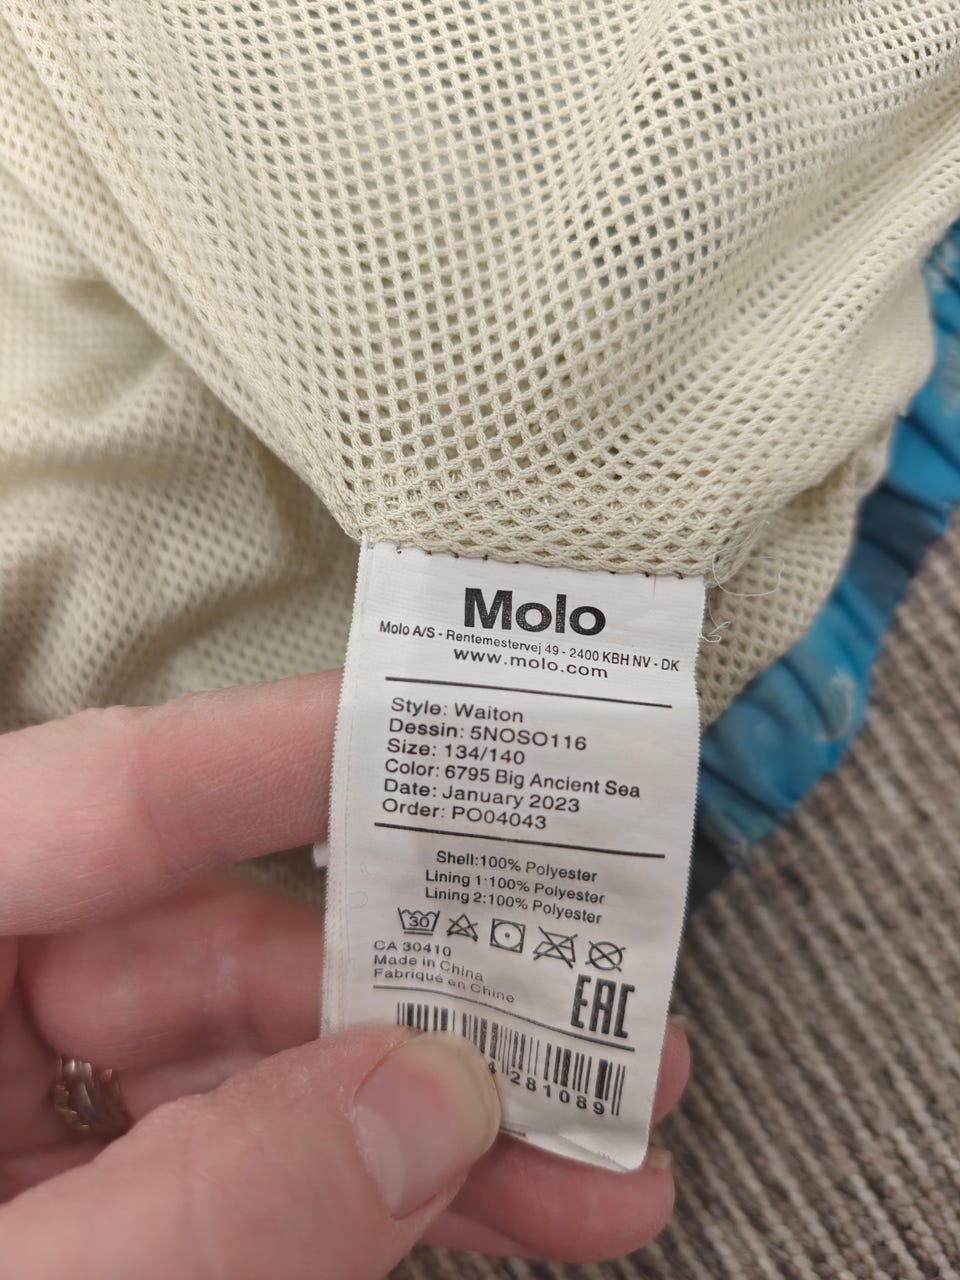 Molo
Molo A/S - Rentemestervej 49 - 2400 KBH NV - DK
www.molo.com
Style: Waiton
Dessin: 5NOSO116
Size: 134/140
Color: 6795 Big Ancient Sea
Date: January 2023
Order: PO04043
Shell:100% Polyester
Lining 1:100% Polyester
Lining 2:100% Polyester
30
CA 30410
Made in China
Fabriqué en Chine
EAC
281089